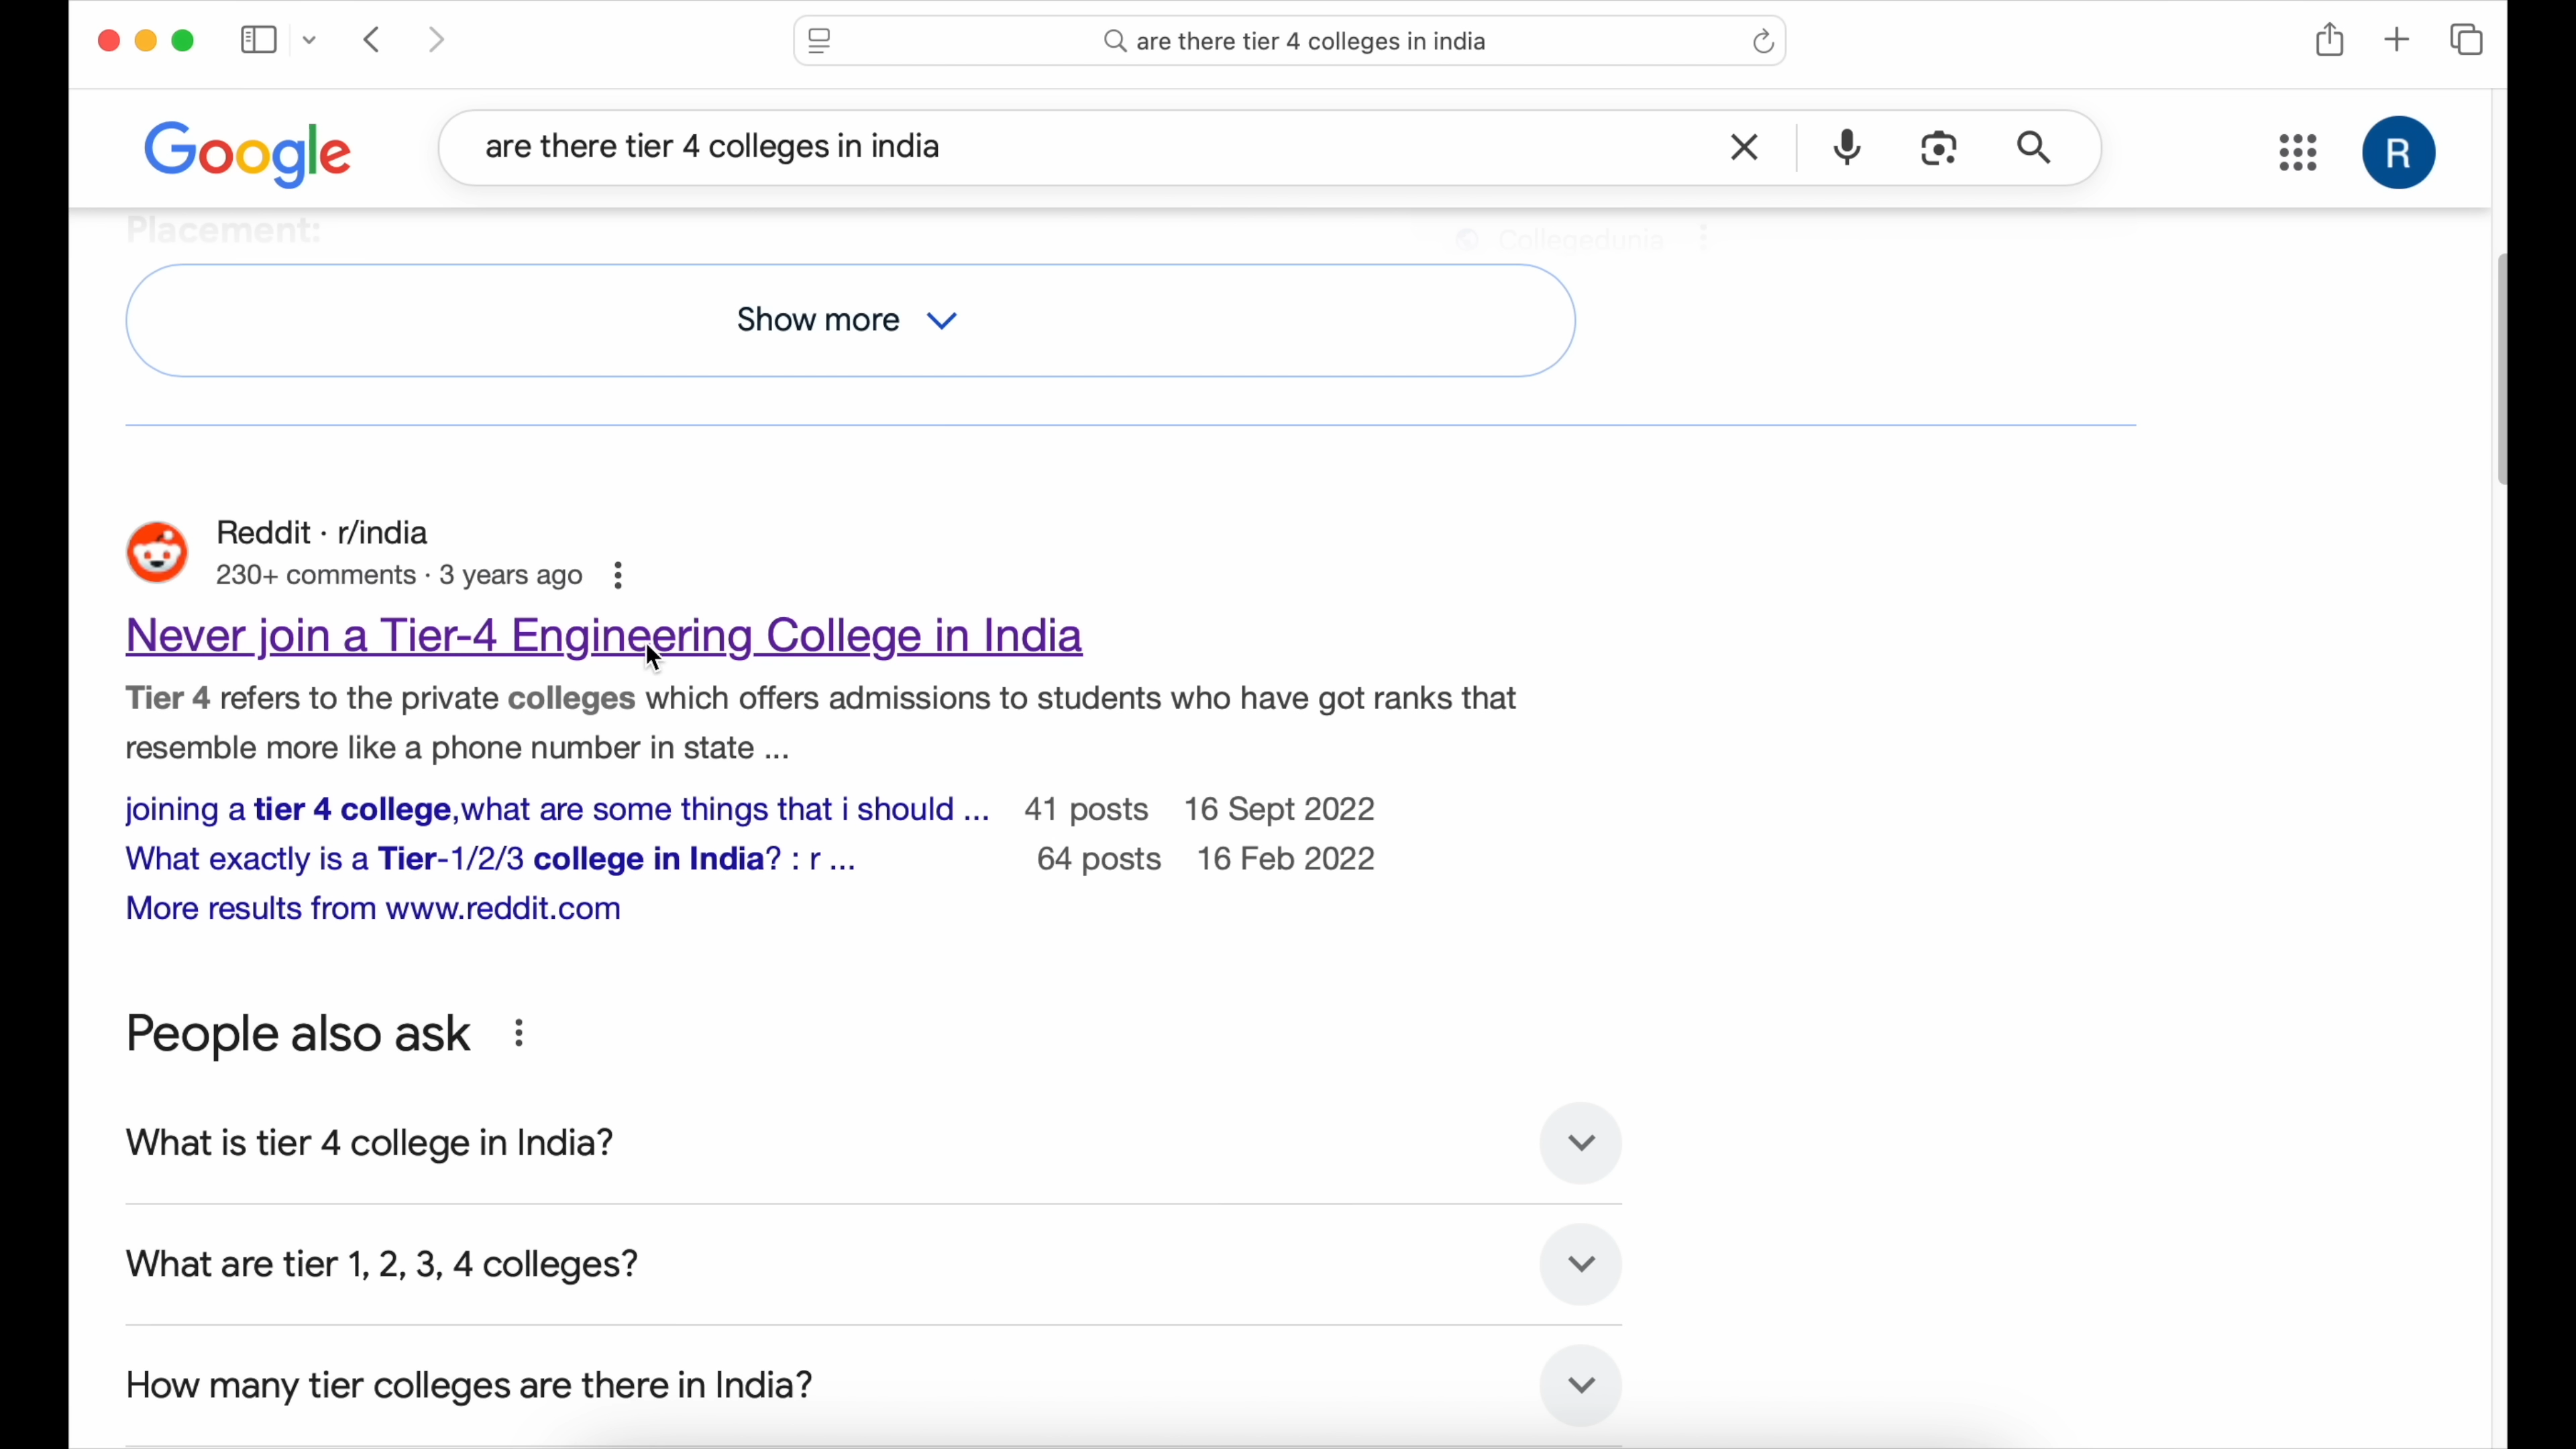 are there tier 4 colleges in india
Google
are there tier 4 colleges in india
R
Placement:
Collegedunia
Show more
Reddit · r/india
230+ comments · 3 years ago
Never join a Tier-4 Engineering College in India
Tier 4 refers to the private colleges which offers admissions to students who have got ranks that
resemble more like a phone number in state ...
joining a tier 4 college,what are some things that i should ... 41 posts 16 Sept 2022
What exactly is a Tier-1/2/3 college in India? : r ... 64 posts 16 Feb 2022
More results from www.reddit.com
People also ask
What is tier 4 college in India?
What are tier 1, 2, 3, 4 colleges?
How many tier colleges are there in India?